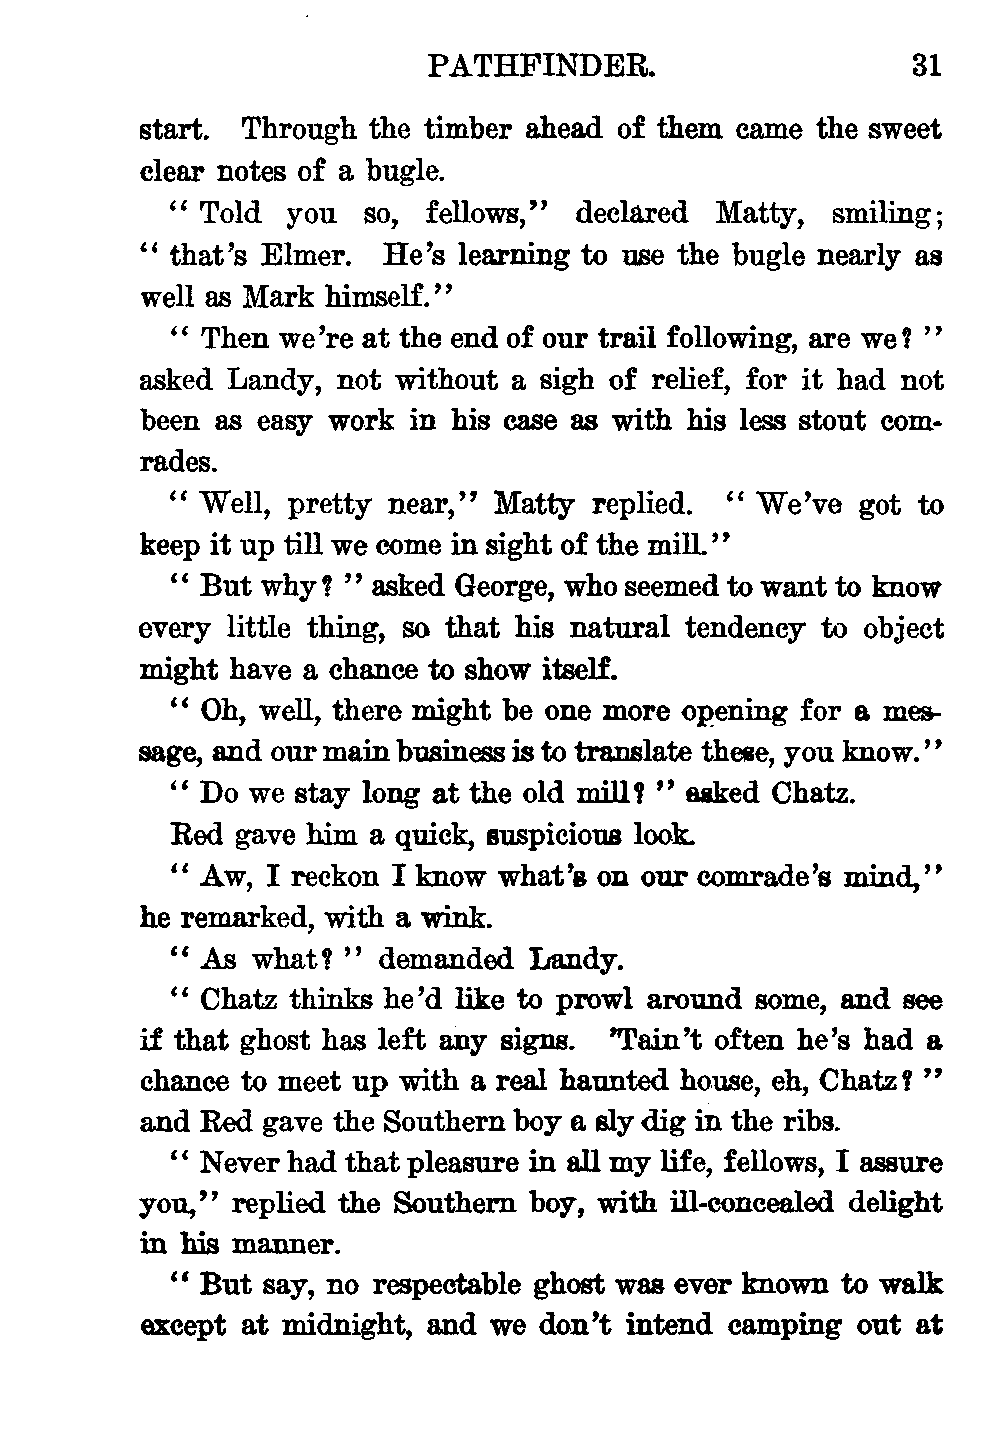 PATHFINDER. 31
start. Through the timber ahead of them came the sweet
clear notes of a bugle.
“ Told you so, fellows,” declared Matty, smiling;
“ that’s Elmer. He’s learning to use the bugle nearly as
well as Mark himself.”
“ Then we’re at the end of our trail following, are we? ”
asked Landy, not without a sigh of relief, for it had not
been as easy work in his case as with his less stout com-
rades.
“ Well, pretty near,” Matty replied. “ We’ve got to
keep it up till we come in sight of the mill.”
“ But why? ” asked George, who seemed to want to know
every little thing, so that his natural tendency to object
might have a chance to show itself.
“ Oh, well, there might be one more opening for a mes-
sage, and our main business is to translate these, you know.”
“ Do we stay long at the old mill? ” asked Chatz.
Red gave him a quick, suspicious look.
“ Aw, I reckon I know what’s on our comrade’s mind,”
he remarked, with a wink.
“ As what? ” demanded Landy.
“ Chatz thinks he’d like to prowl around some, and see
if that ghost has left any signs. ’Tain’t often he’s had a
chance to meet up with a real haunted house, eh, Chatz? ”
and Red gave the Southern boy a sly dig in the ribs.
“ Never had that pleasure in all my life, fellows, I assure
you,” replied the Southern boy, with ill-concealed delight
in his manner.
“ But say, no respectable ghost was ever known to walk
except at midnight, and we don’t intend camping out at